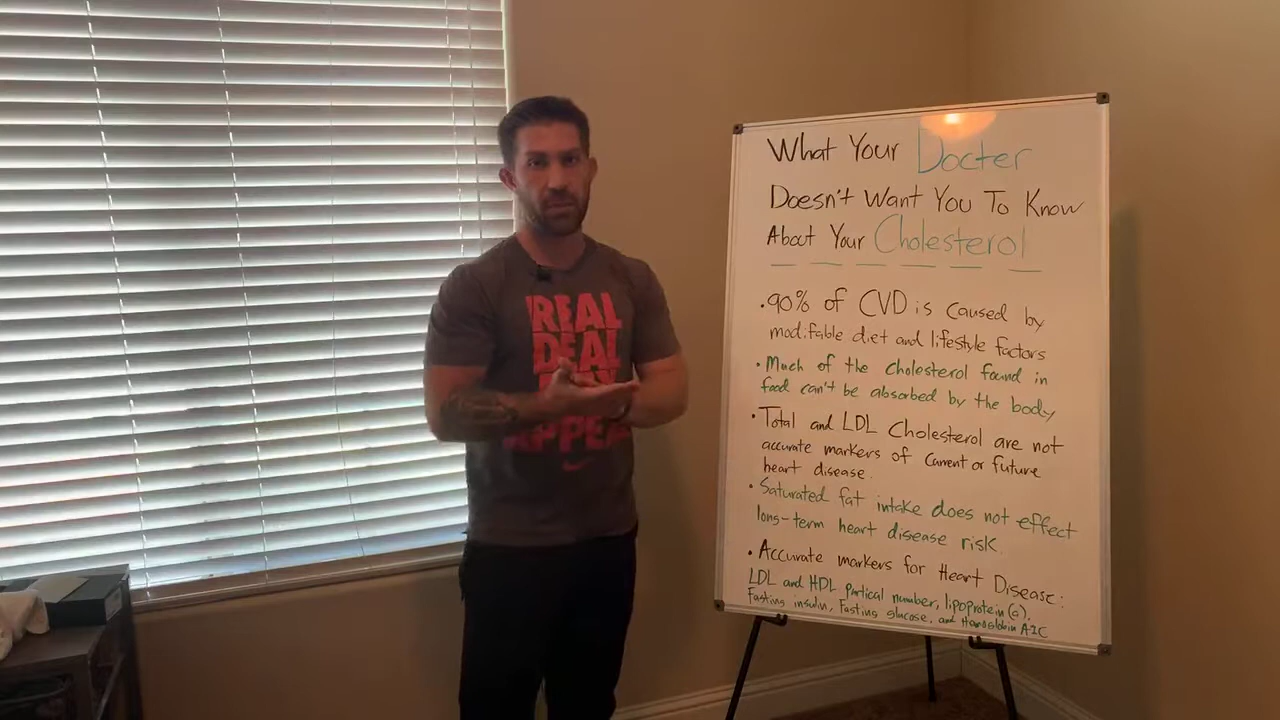 REAL
DEAL
APPEAL
What Your Docter
Doesn't Want You To Know
About Your Cholesterol
• 90% of CVD is caused by
modifable diet and lifestyle factors
• Much of the cholesterol found in
food can't be absorbed by the body
• Total and LDL Cholesterol are not
accurate markers of current or future
heart disease.
• Saturated fat intake does not effect
long-term heart disease risk.
• Accurate markers for Heart Disease:
LDL and HDL Partical number, lipoprotein (a),
Fasting insulin, Fasting glucose, and Hemoglobin A1C